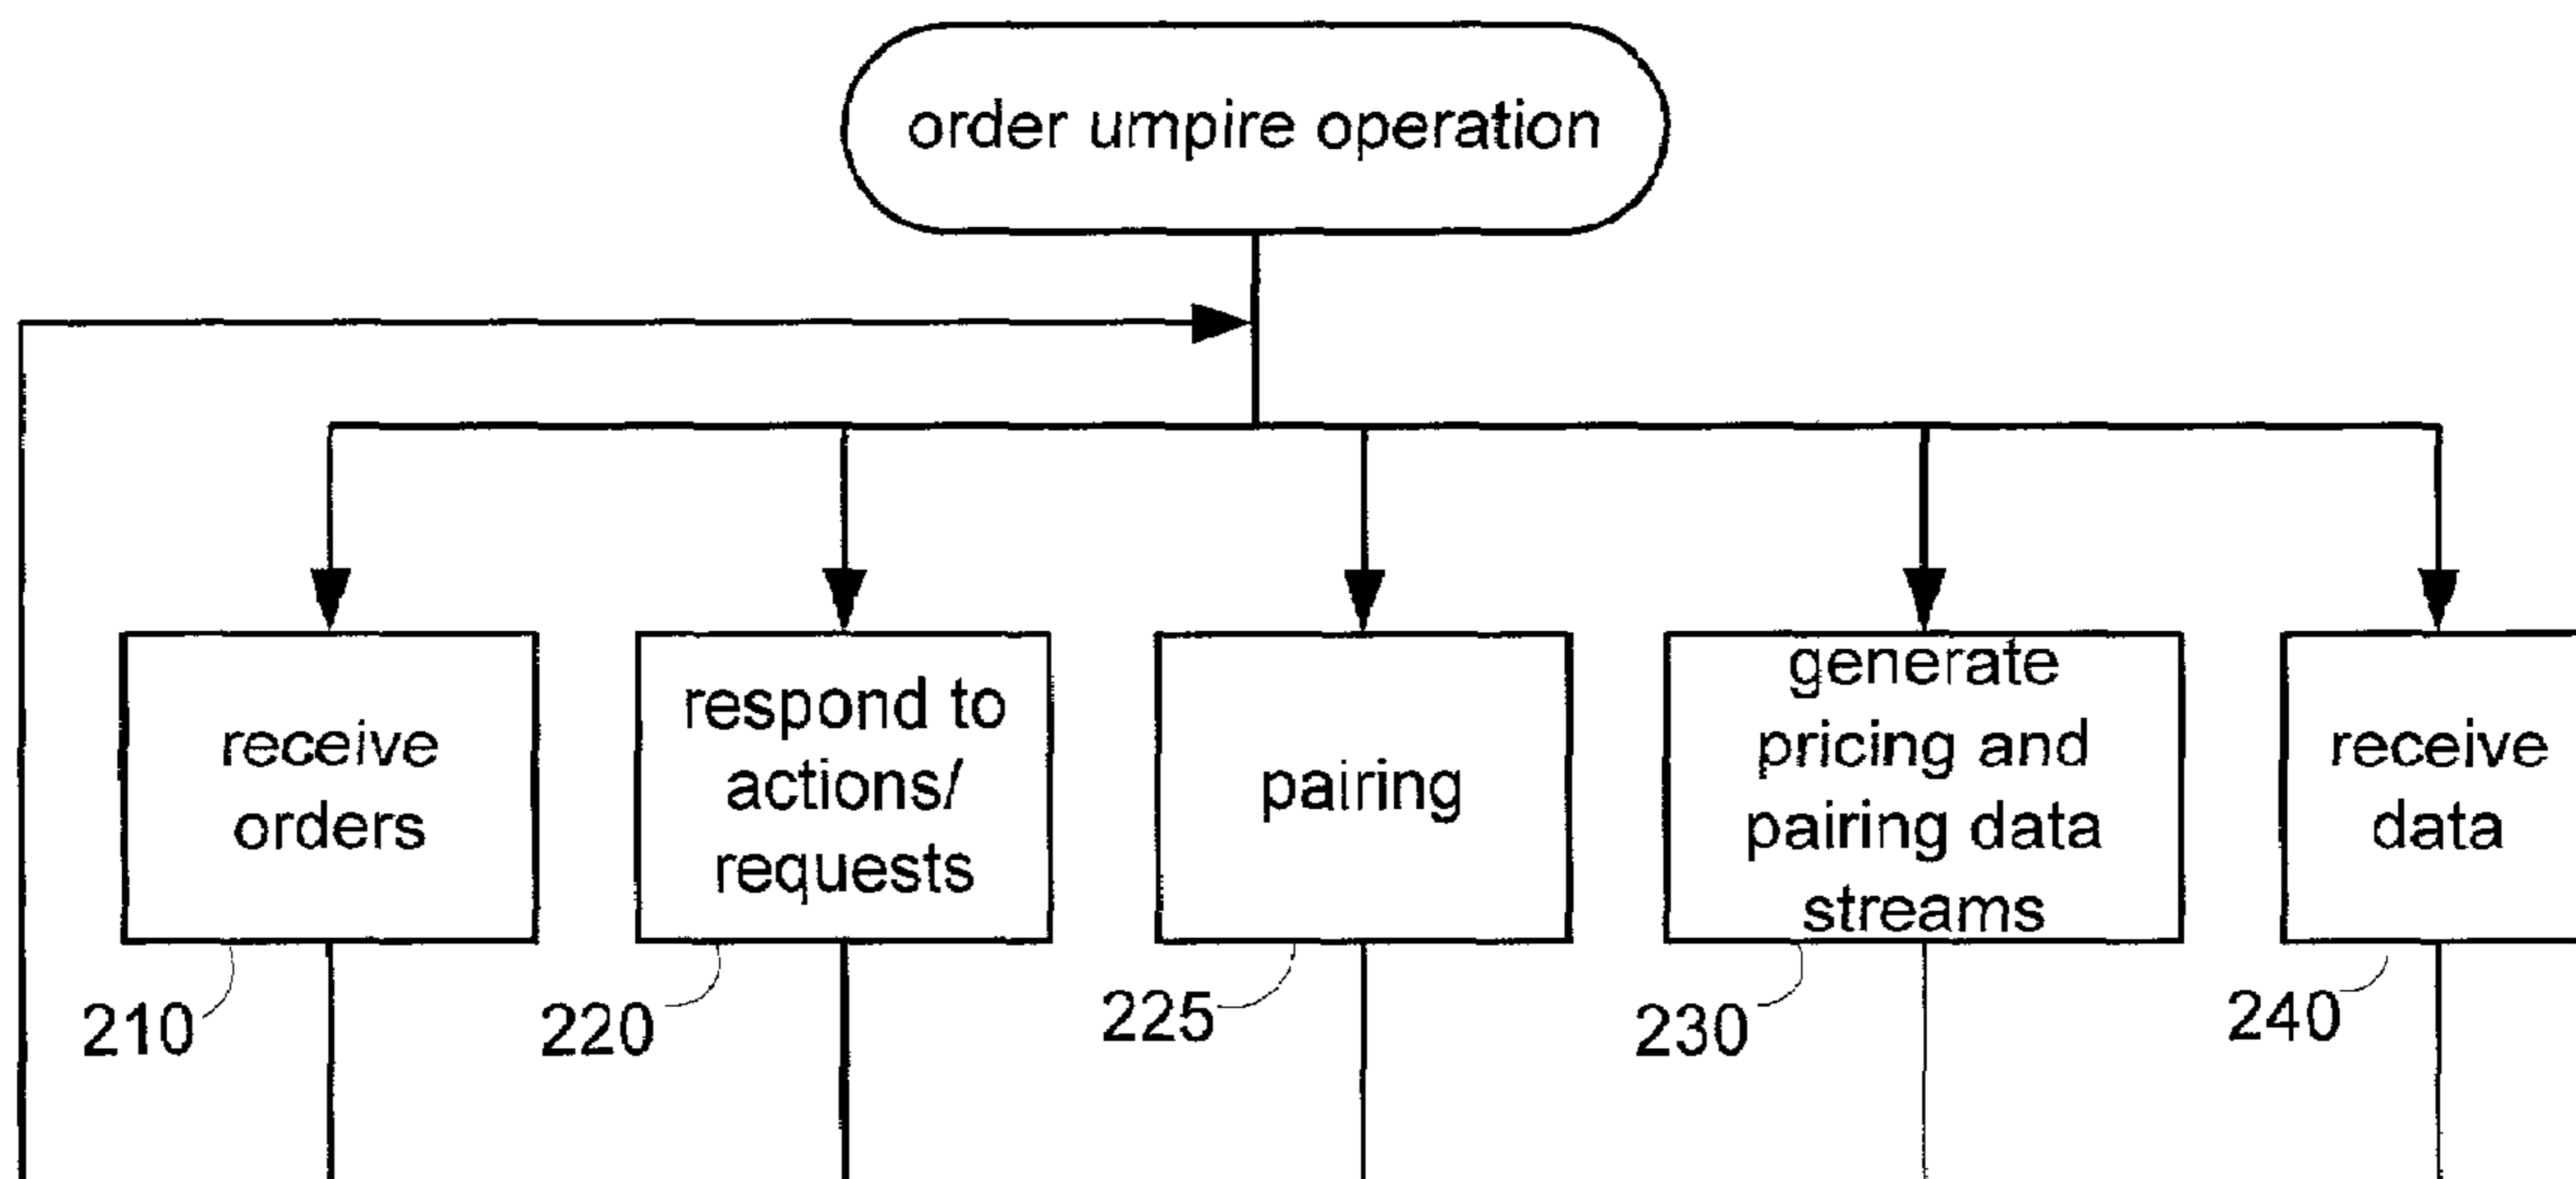 order umpire operation
receive
orders
respond to
actions/
requests
pairing
generate
pricing and
pairing data
streams
receive
data
210
220
225
230
240